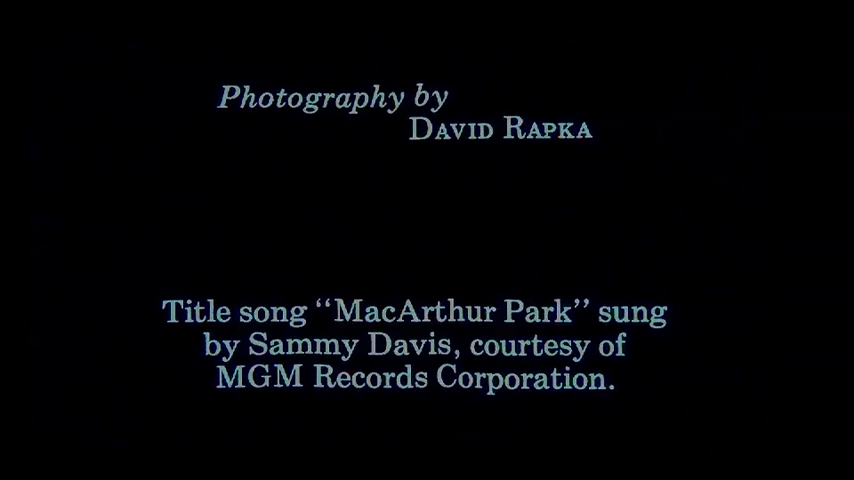 Photography by
DAVID RAPKA
Title song "MacArthur Park" sung
by Sammy Davis, courtesy of
MGM Records Corporation.